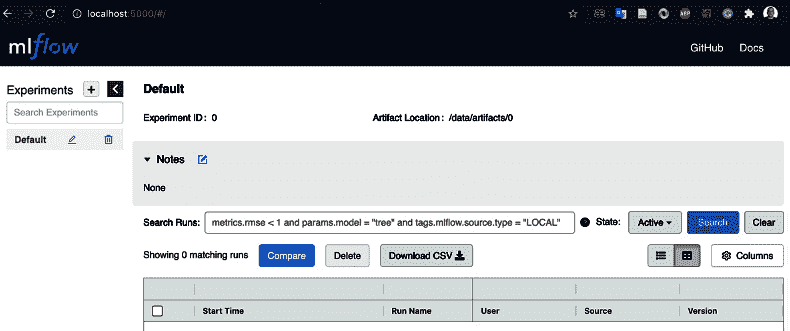 localhost:5000/#/
mlflow
GitHub Docs
Experiments
Search Experiments
Default
Default
Experiment ID: 0 Artifact Location: /data/artifacts/0
Notes
None
Search Runs: metrics.rmse < 1 and params.model = "tree" and tags.mlflow.source.type = "LOCAL" State: Active Search Clear
Showing 0 matching runs Compare Delete Download CSV Columns
Start Time Run Name User Source Version